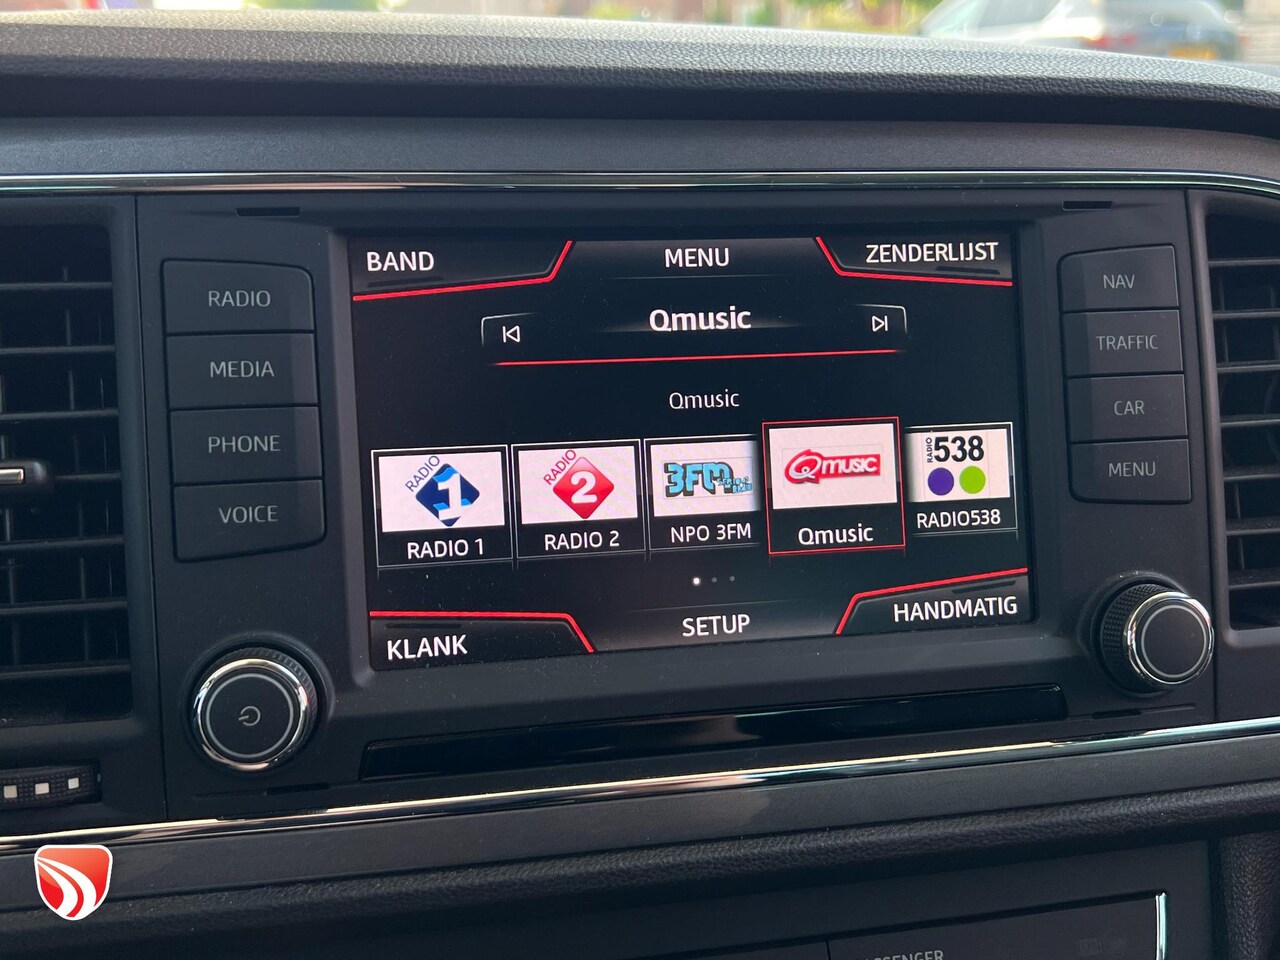 BAND
MENU
ZENDERLIJST
RADIO
MEDIA
PHONE
VOICE
NAV
TRAFFIC
CAR
MENU
Qmusic
Qmusic
RADIO
1
RADIO 1
RADIO
2
RADIO 2
3FM
NPO 3FM
Qmusic
Qmusic
RADIO
538
RADIO538
KLANK
SETUP
HANDMATIG